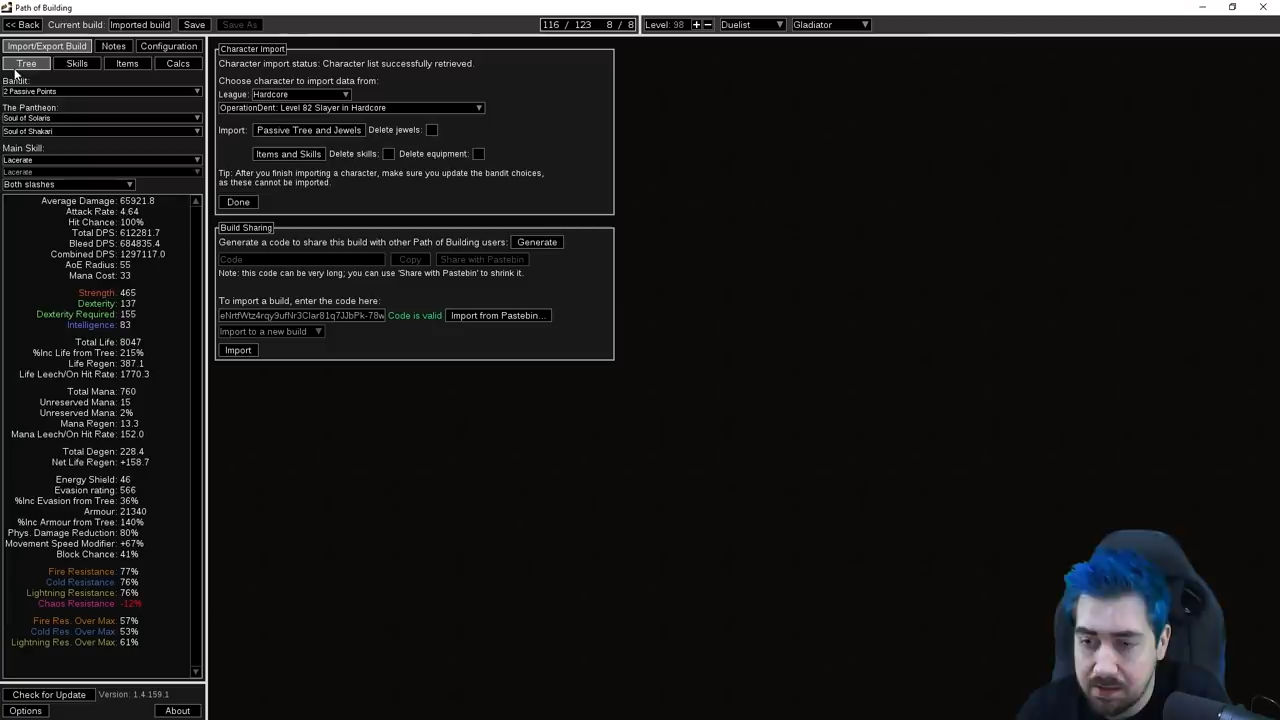 Path of Building
<< Back Current build: Imported build Save Save As 116 / 123 8 / 8 Level: 98 + - Duelist Gladiator
Import/Export Build Notes Configuration
Tree Skills Items Calcs
Bandit:
2 Passive Points
The Pantheon:
Soul of Solaris
Soul of Shakari
Main Skill:
Lacerate
Lacerate
Both slashes
Average Damage: 65921.8
Attack Rate: 4.64
Hit Chance: 100%
Total DPS: 612281.7
Bleed DPS: 684835.4
Combined DPS: 1297117.0
AoE Radius: 55
Mana Cost: 33
Strength: 465
Dexterity: 137
Dexterity Required: 155
Intelligence: 83
Total Life: 8047
%Inc Life from Tree: 215%
Life Regen: 387.1
Life Leech/On Hit Rate: 1770.3
Total Mana: 760
Unreserved Mana: 15
Unreserved Mana: 2%
Mana Regen: 13.3
Mana Leech/On Hit Rate: 152.0
Total Degen: 228.4
Net Life Regen: +158.7
Energy Shield: 46
Evasion rating: 566
%Inc Evasion from Tree: 36%
Armour: 21340
%Inc Armour from Tree: 140%
Phys. Damage Reduction: 80%
Movement Speed Modifier: +67%
Block Chance: 41%
Fire Resistance: 77%
Cold Resistance: 76%
Lightning Resistance: 76%
Chaos Resistance: -12%
Fire Res. Over Max: 57%
Cold Res. Over Max: 53%
Lightning Res. Over Max: 61%
Check for Update Version: 1.4.159.1
Options About
Character Import
Character import status: Character list successfully retrieved.
Choose character to import data from:
League: Hardcore
OperationDent: Level 82 Slayer in Hardcore
Import: Passive Tree and Jewels Delete jewels:
Items and Skills Delete skills: Delete equipment:
Tip: After you finish importing a character, make sure you update the bandit choices,
as these cannot be imported.
Done
Build Sharing
Generate a code to share this build with other Path of Building users: Generate
Code Copy Share with Pastebin
Note: this code can be very long; you can use 'Share with Pastebin' to shrink it.
To import a build, enter the code here:
Code is valid Import from Pastebin...
Import to a new build
Import